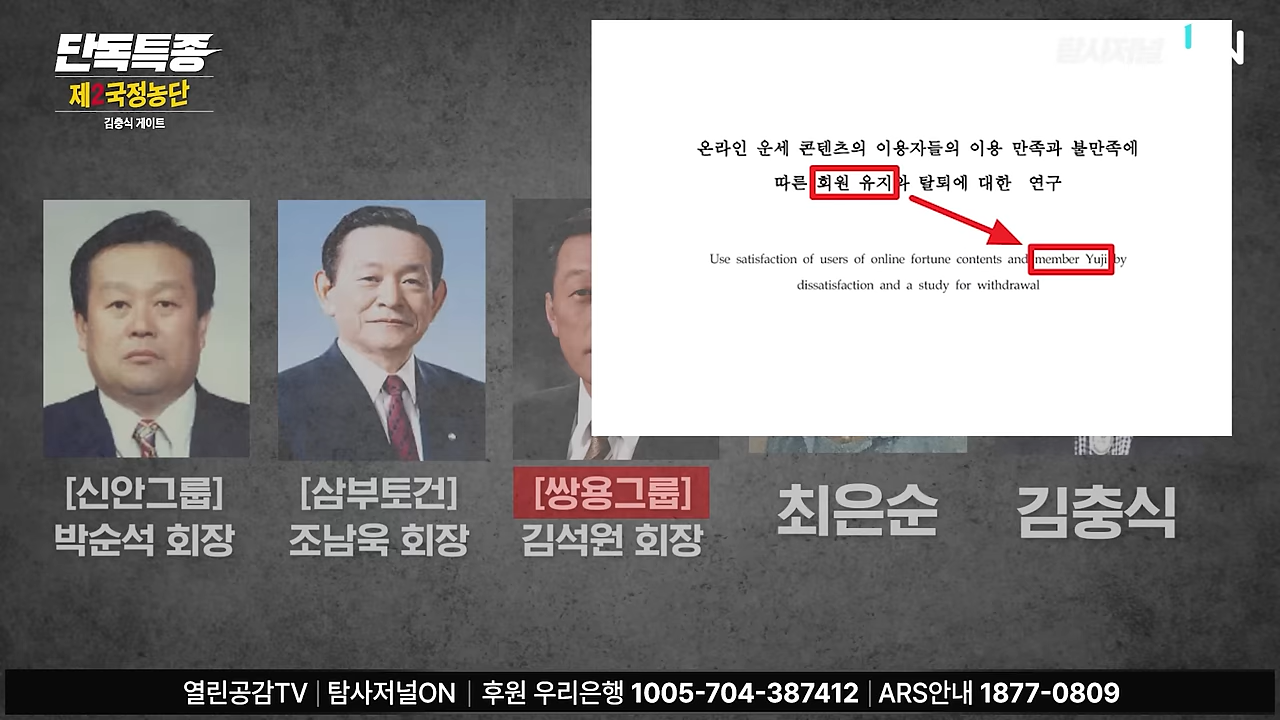 단독특종
제2국정농단
김충식 게이트
탐사저널
N
온라인 운세 콘텐츠의 이용자들의 이용 만족과 불만족에
따른 회원 유지와 탈퇴에 대한 연구
Use satisfaction of users of online fortune contents and member Yuji by
dissatisfaction and a study for withdrawal
[신안그룹]
박순석 회장
[삼부토건]
조남욱 회장
[쌍용그룹]
김석원 회장
최은순
김충식
열린공감TV | 탐사저널ON | 후원 우리은행 1005-704-387412 | ARS안내 1877-0809